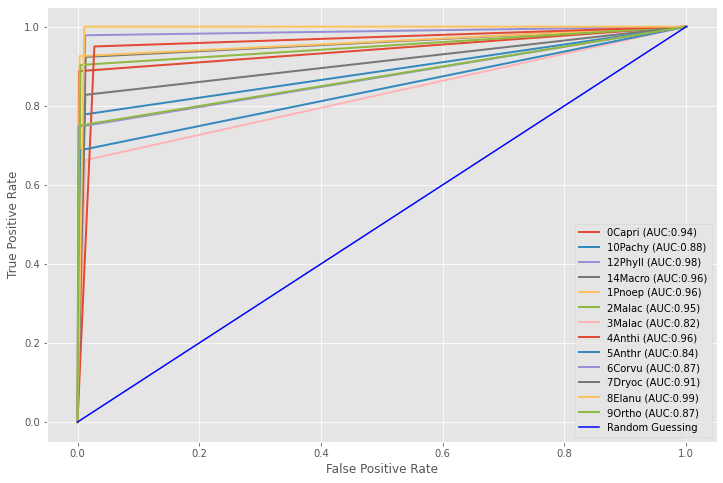 1.0
0.8
0.6
0.4
0.2
0.0
True Positive Rate
0.0 0.2 0.4 0.6 0.8 1.0
False Positive Rate
0Capri (AUC:0.94)
10Pachy (AUC:0.88)
12Phyll (AUC:0.98)
14Macro (AUC:0.96)
1Pnoep (AUC:0.96)
2Malac (AUC:0.95)
3Malac (AUC:0.82)
4Anthi (AUC:0.96)
5Anthr (AUC:0.84)
6Corvu (AUC:0.87)
7Dryoc (AUC:0.91)
8Elanu (AUC:0.99)
9Ortho (AUC:0.87)
Random Guessing